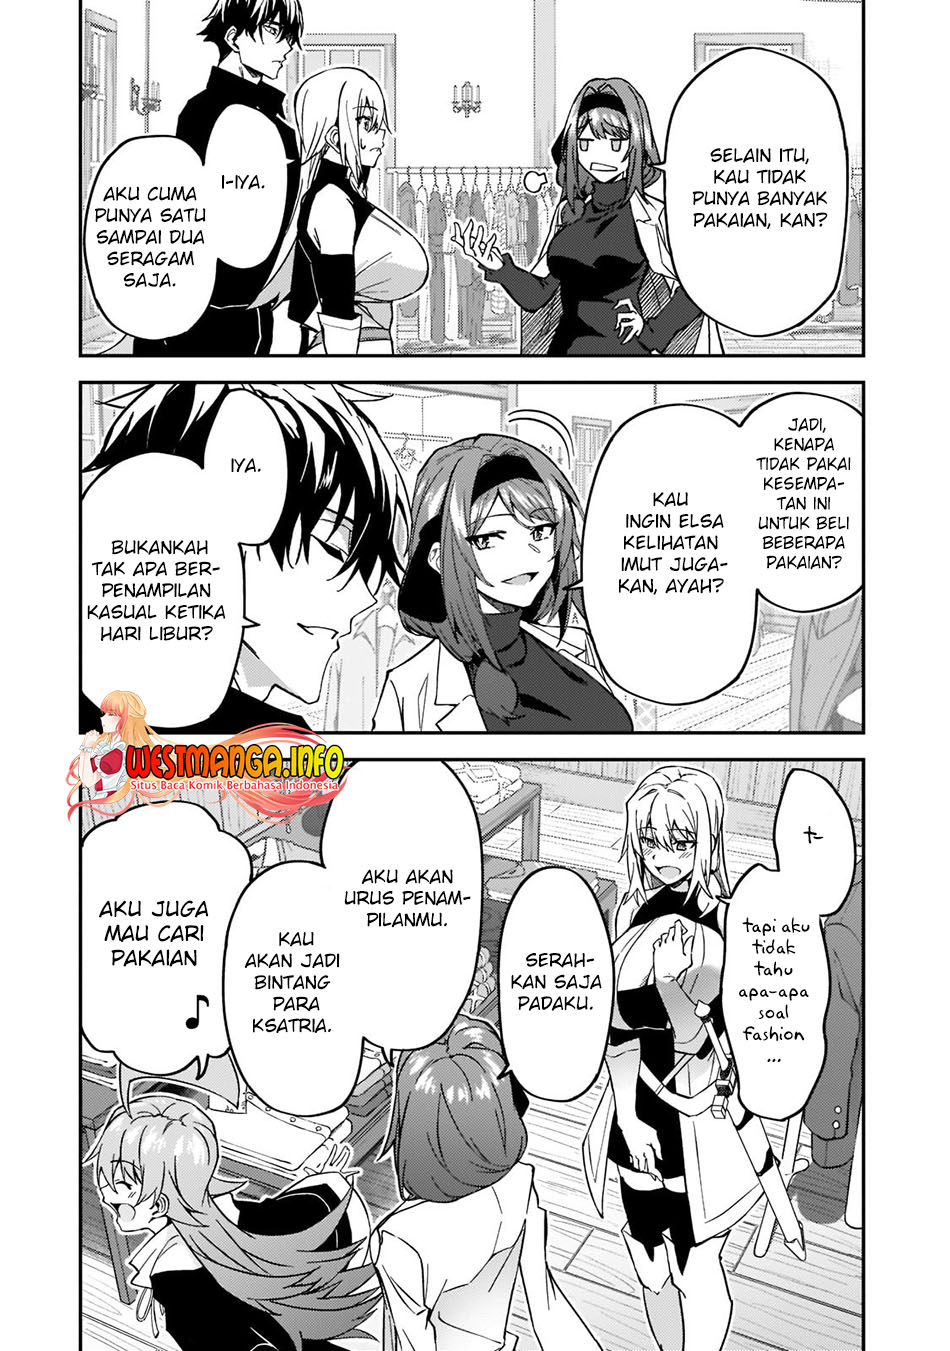 SELAIN ITU,
KAU TIDAK
PUNYA BANYAK
PAKAIAN, KAN?
I-IYA.
AKU CUMA
PUNYA SATU
SAMPAI DUA
SERAGAM
SAJA.
JADI,
KENAPA
TIDAK PAKAI
KESEMPA-
TAN INI
UNTUK BELI
BEBERAPA
PAKAIAN?
KAU
INGIN ELSA
KELIHATAN
IMUT JUGA-
KAN, AYAH?
IYA.
BUKANKAH
TAK APA BER-
PENAMPILAN
KASUAL KETIKA
HARI LIBUR?
WESTMANGA.INFO
Situs Baca Komik Berbahasa Indonesia
T-
tapi aku
tidak
tahu
apa-apa
soal
fashion
...
SERAH-
KAN SAJA
PADAKU.
AKU AKAN
URUS PENAM-
PILANMU.
KAU
AKAN JADI
BINTANG
PARA
KSATRIA.
AKU JUGA
MAU CARI
PAKAIAN
♪